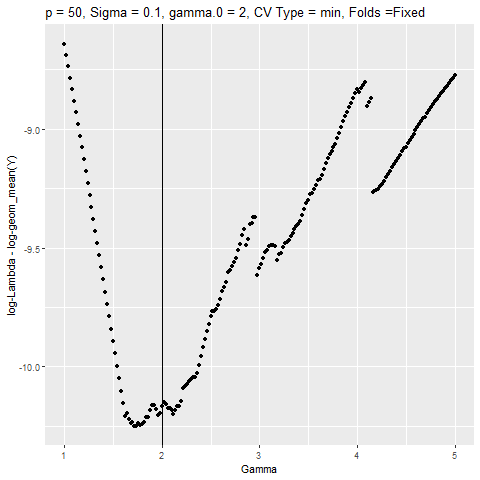 p = 50, Sigma = 0.1, gamma.0 = 2, CV Type = min, Folds =Fixed
log-Lambda - log-geom_mean(Y)
-9.0
-9.5
-10.0
1 2 3 4 5
Gamma